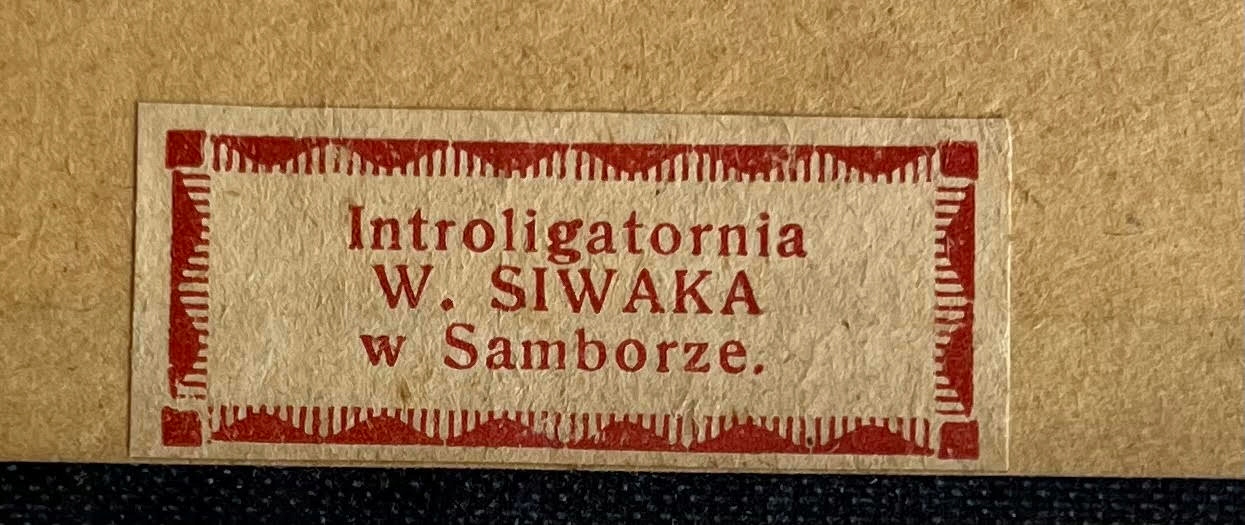 Introligatornia
W. SIWAKA
w Samborze.